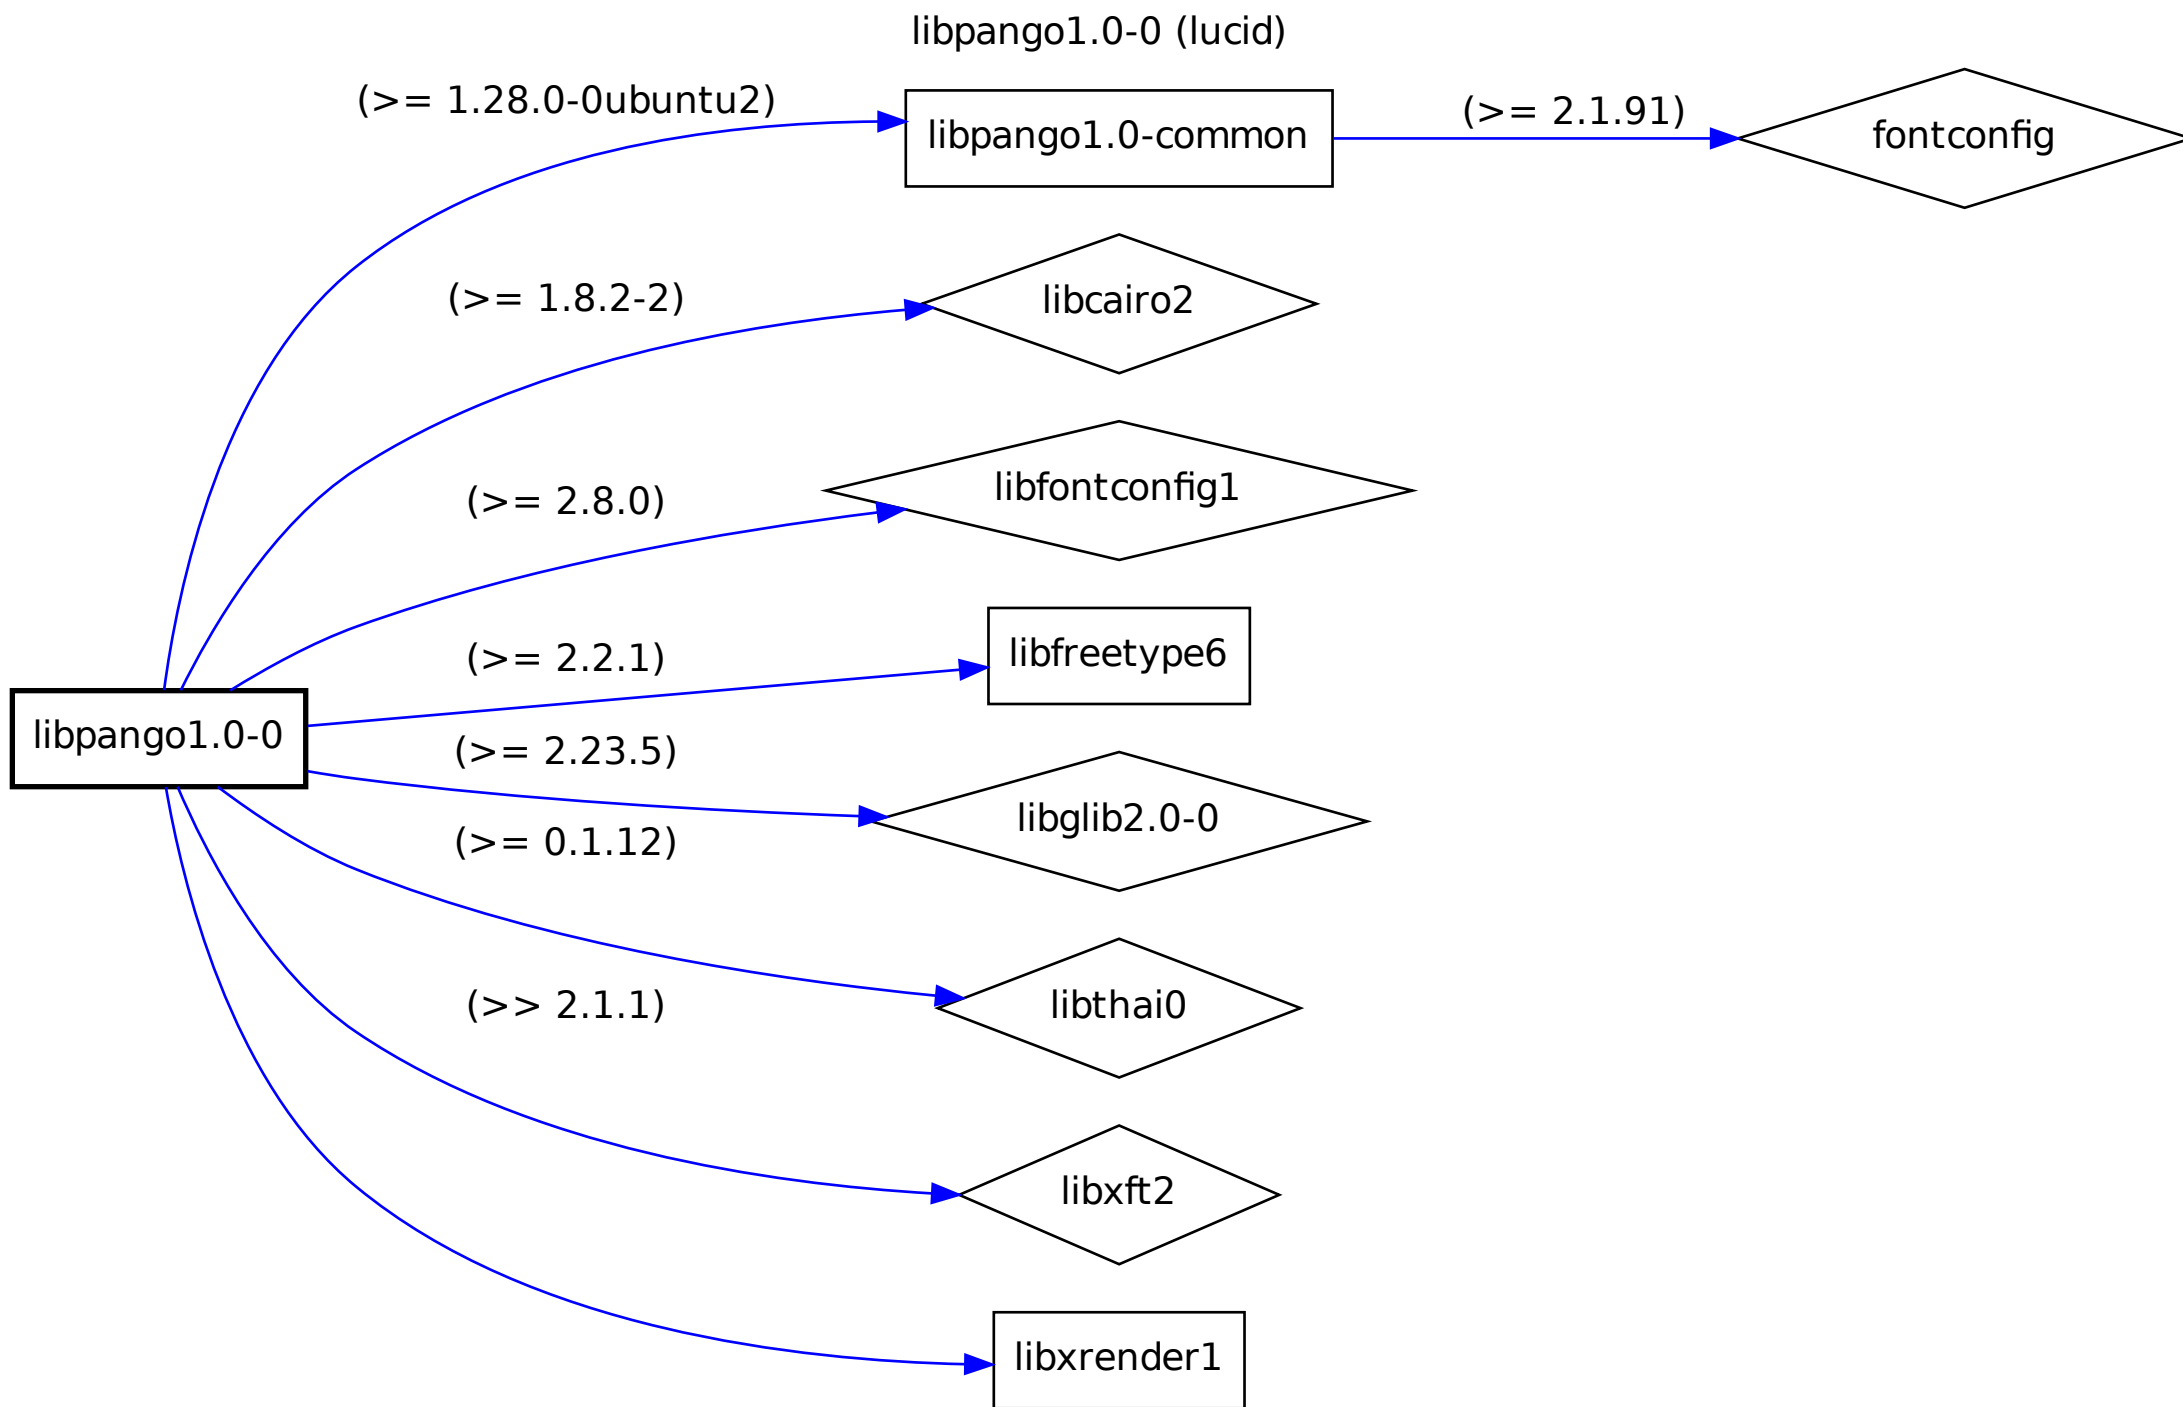 libpango1.0-0 (lucid)
(>= 1.28.0-0ubuntu2)
libpango1.0-common
(>= 2.1.91)
fontconfig
(>= 1.8.2-2)
libcairo2
(>= 2.8.0)
libfontconfig1
(>= 2.2.1)
libfreetype6
libpango1.0-0
(>= 2.23.5)
libglib2.0-0
(>= 0.1.12)
libthai0
(>> 2.1.1)
libxft2
libxrender1